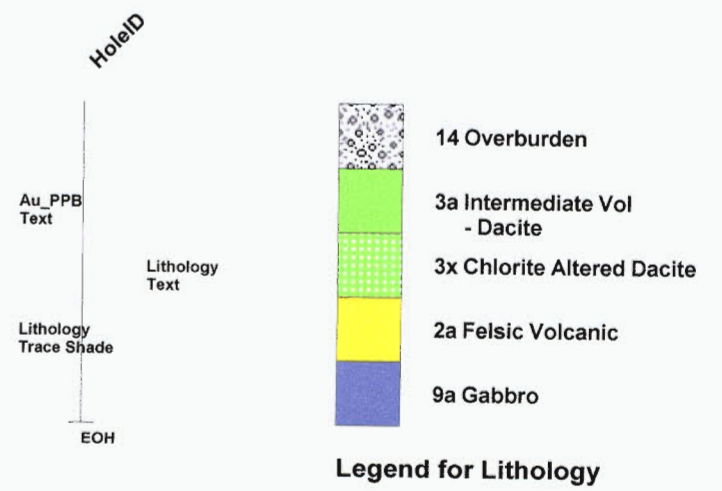 HoleID
Au_PPB
Text
Lithology
Text
Lithology
Trace Shade
EOH
14 Overburden
3a Intermediate Vol
- Dacite
3x Chlorite Altered Dacite
2a Felsic Volcanic
9a Gabbro
Legend for Lithology